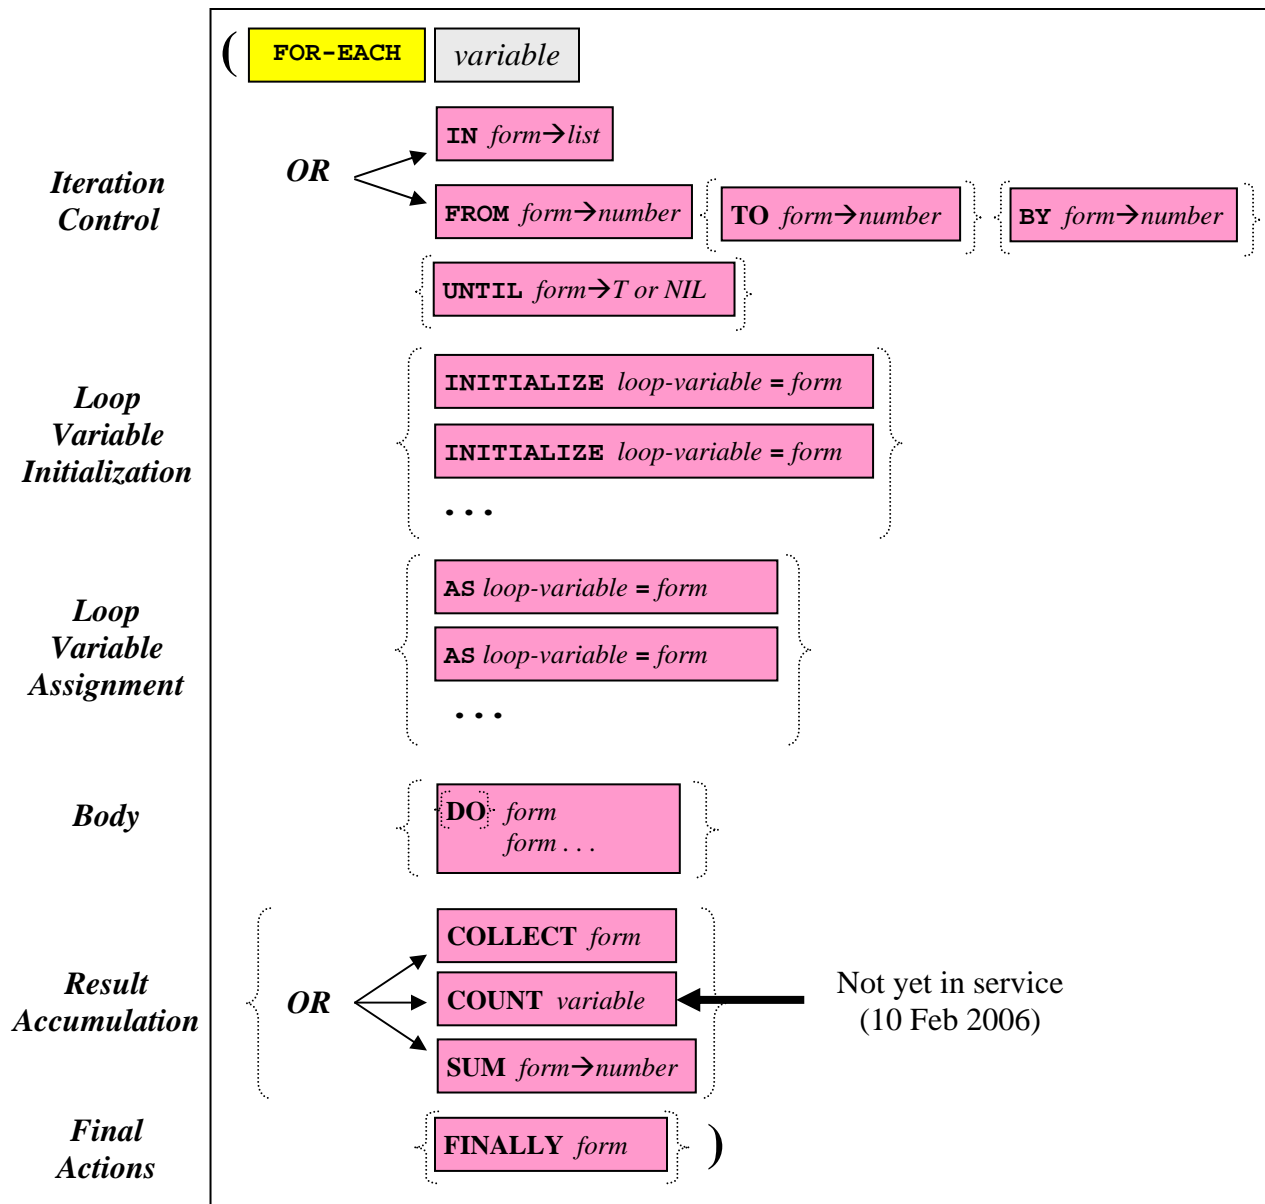 ( FOR-EACH variable
IN form→list
OR
Iteration
Control
FROM form→number { TO form→number } { BY form→number }
{ UNTIL form→T or NIL }
Loop
Variable
Initialization
INITIALIZE loop-variable = form
INITIALIZE loop-variable = form
. . .
Loop
Variable
Assignment
AS loop-variable = form
AS loop-variable = form
. . .
Body
{DO} form
form . . .
Result
Accumulation
OR
COLLECT form
COUNT variable
SUM form→number
Not yet in service
(10 Feb 2006)
Final
Actions
{ FINALLY form } )